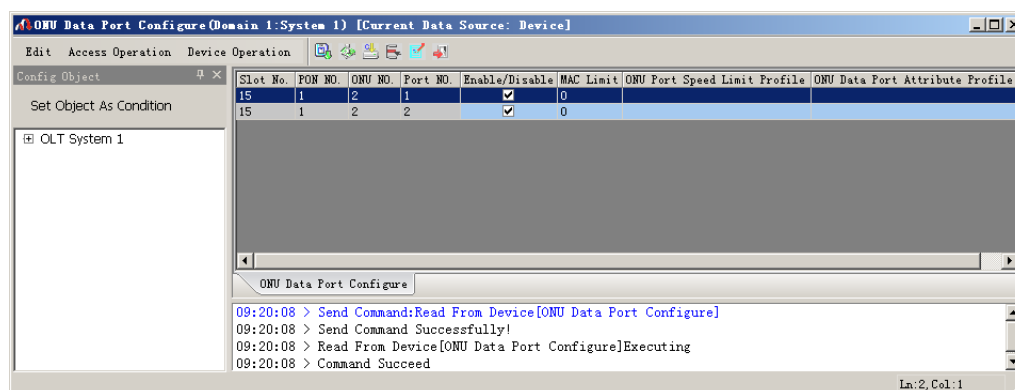 ONU Data Port Configure(Domain 1:System 1) [Current Data Source: Device]
Edit Access Operation Device Operation
Config Object
Set Object As Condition
OLT System 1
Slot No. PON NO. ONU NO. Port NO. Enable/Disable MAC Limit ONU Port Speed Limit Profile ONU Data Port Attribute Profile
15 1 2 1 0
15 1 2 2 0
ONU Data Port Configure
09:20:08 > Send Command:Read From Device[ONU Data Port Configure]
09:20:08 > Send Command Successfully!
09:20:08 > Read From Device[ONU Data Port Configure]Executing
09:20:08 > Command Succeed
Ln:2,Col:1